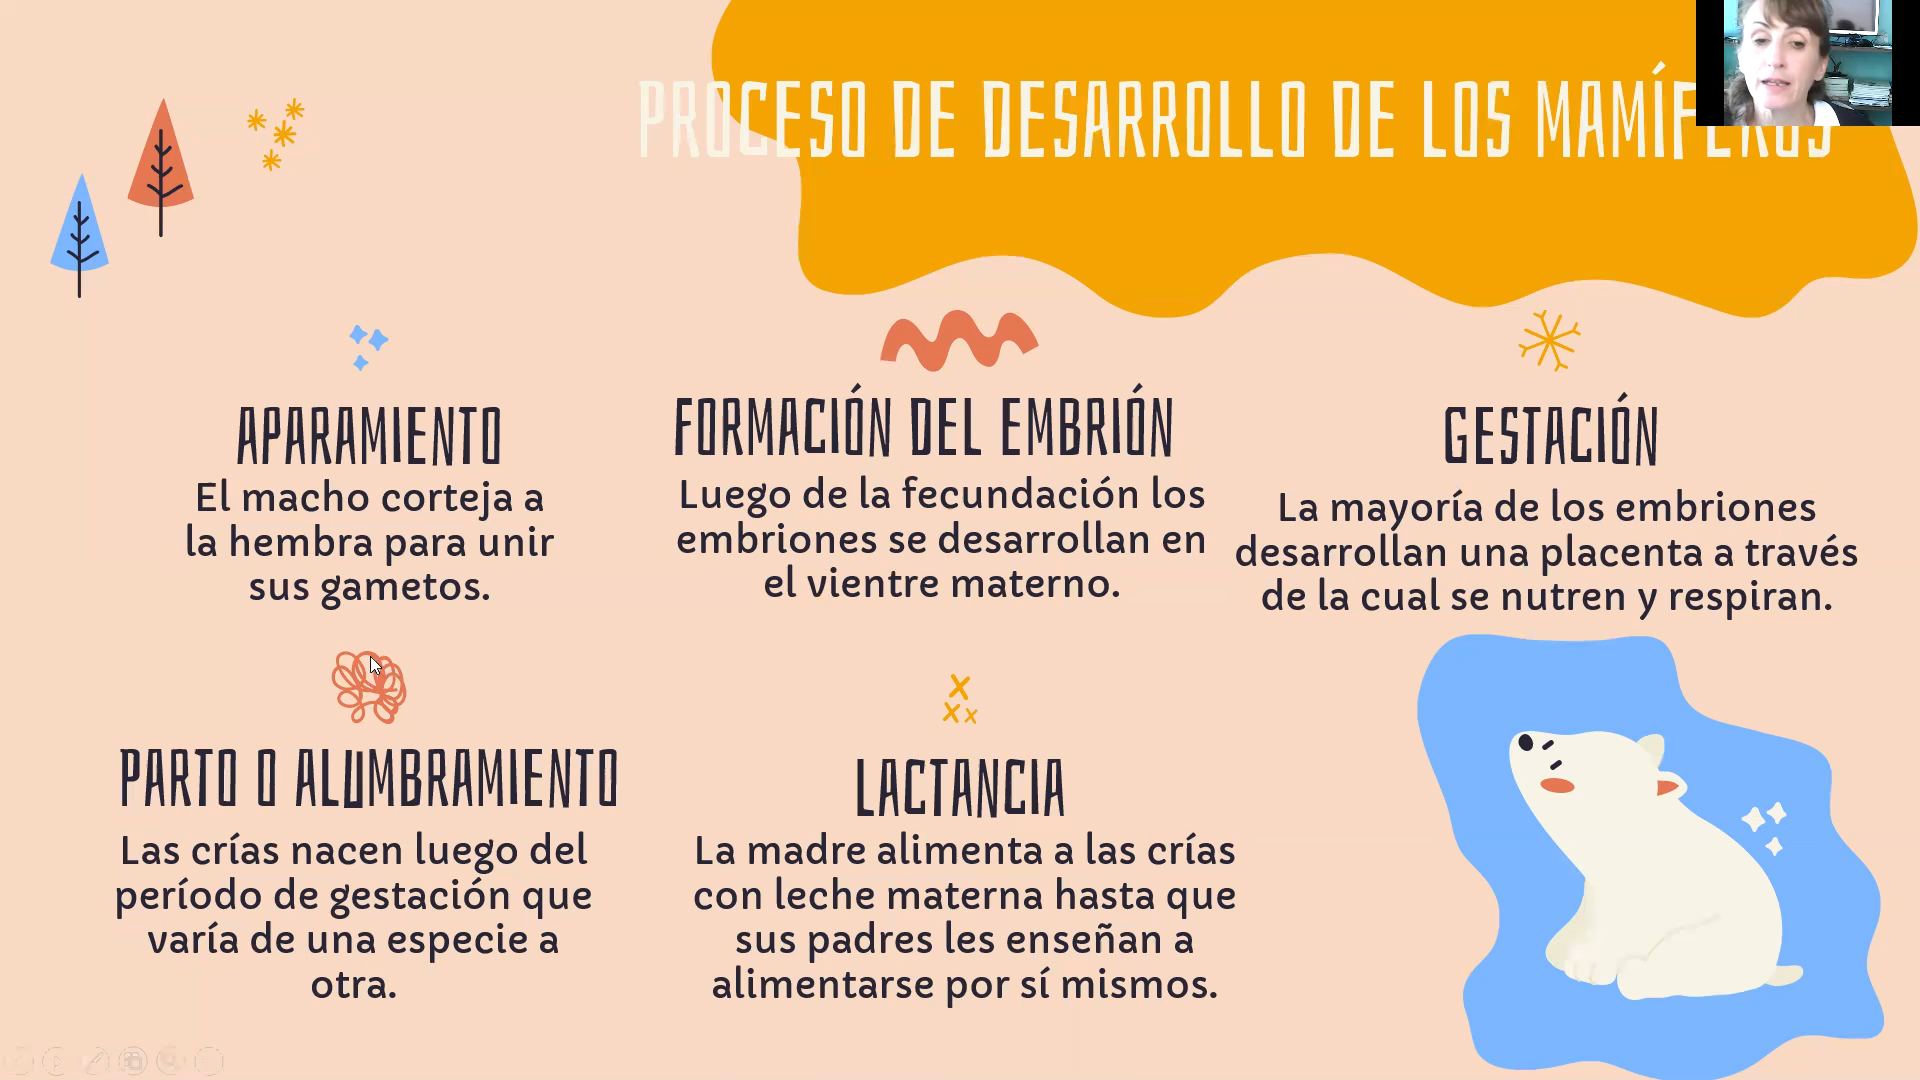 PROCESO DE DESARROLLO DE LOS MAMÍFEROS
APARAMIENTO
El macho corteja a
la hembra para unir
sus gametos.
FORMACIÓN DEL EMBRIÓN
Luego de la fecundación los
embriones se desarrollan en
el vientre materno.
GESTACIÓN
La mayoría de los embriones
desarrollan una placenta a través
de la cual se nutren y respiran.
PARTO O ALUMBRAMIENTO
Las crías nacen luego del
período de gestación que
varía de una especie a
otra.
LACTANCIA
La madre alimenta a las crías
con leche materna hasta que
sus padres les enseñan a
alimentarse por sí mismos.